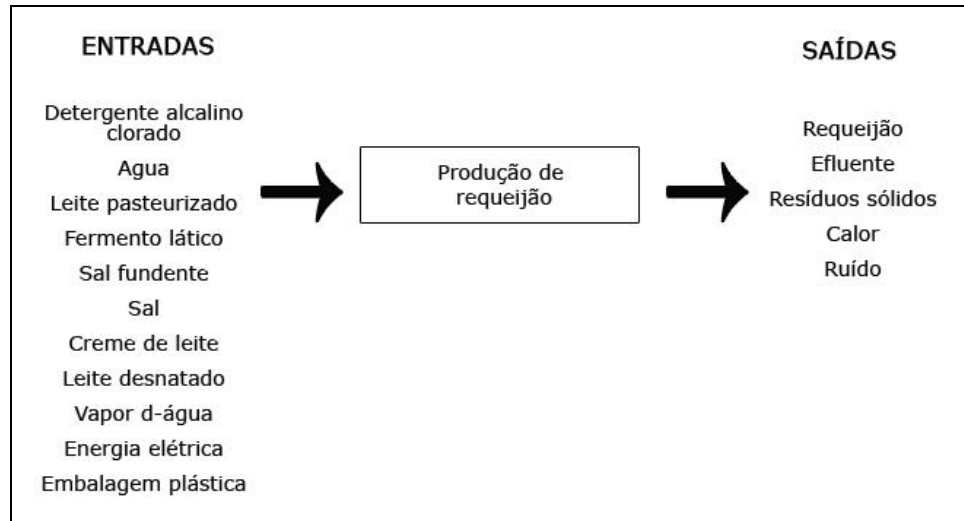 ENTRADAS
Detergente alcalino
clorado
Agua
Leite pasteurizado
Fermento lático
Sal fundente
Sal
Creme de leite
Leite desnatado
Vapor d-água
Energia elétrica
Embalagem plástica
Produção de
requeijão
SAÍDAS
Requeijão
Efluente
Resíduos sólidos
Calor
Ruído